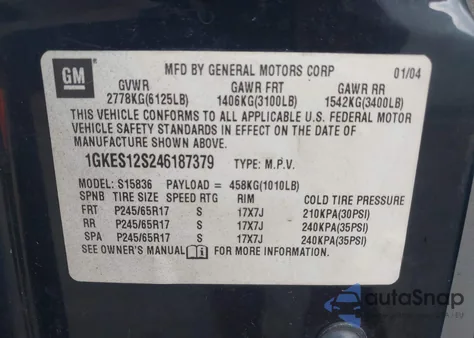 GM
MFD BY GENERAL MOTORS CORP 01/04
GVWR GAWR FRT GAWR RR
2778KG(6125LB) 1406KG(3100LB) 1542KG(3400LB)
THIS VEHICLE CONFORMS TO ALL APPLICABLE U.S. FEDERAL MOTOR
VEHICLE SAFETY STANDARDS IN EFFECT ON THE DATE OF
MANUFACTURE SHOWN ABOVE.
1GKES12S246187379 TYPE: M.P.V.
MODEL: S15836 PAYLOAD = 458KG(1010LB)
SPNB TIRE SIZE SPEED RTG RIM COLD TIRE PRESSURE
FRT P245/65R17 S 17X7J 210KPA(30PSI)
RR P245/65R17 S 17X7J 240KPA(35PSI)
SPA P245/65R17 S 17X7J 240KPA(35PSI)
SEE OWNER'S MANUAL FOR MORE INFORMATION
autoSnap